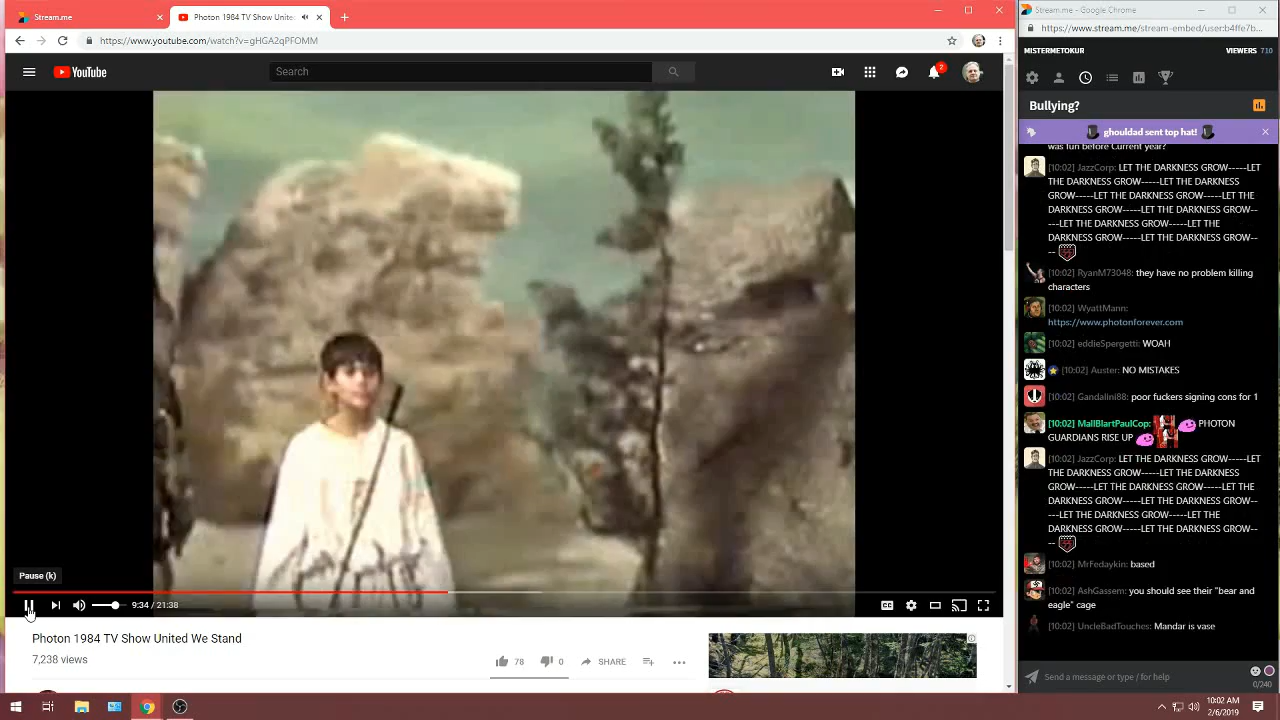 Stream.me
Photon 1984 TV Show Unite
https://www.youtube.com/watch?v=gHGA2qPFOMM
YouTube
Search
2
Pause (k)
9:34 / 21:38
CC
Photon 1984 TV Show United We Stand
7,238 views
78
0
SHARE
Stream.me - Google Chrome
https://www.stream.me/stream-embed/user:b4ffe7b...
MISTERMETOKUR
VIEWERS 710
Bullying?
ghouldad sent top hat!
was fun before Current year?
[10:02] JazzCorp: LET THE DARKNESS GROW-----LET
THE DARKNESS GROW-----LET THE DARKNESS
GROW-----LET THE DARKNESS GROW-----LET THE
DARKNESS GROW-----LET THE DARKNESS GROW--
---LET THE DARKNESS GROW-----LET THE
DARKNESS GROW-----LET THE DARKNESS GROW---
--
[10:02] RyanM73048: they have no problem killing
characters
[10:02] WyattMann:
https://www.photonforever.com
[10:02] eddieSpergetti: WOAH
[10:02] Auster: NO MISTAKES
[10:02] Gandalini88: poor fuckers signing cons for 1
[10:02] MallBlartPaulCop: PHOTON
GUARDIANS RISE UP
[10:02] JazzCorp: LET THE DARKNESS GROW-----LET
THE DARKNESS GROW-----LET THE DARKNESS
GROW-----LET THE DARKNESS GROW-----LET THE
DARKNESS GROW-----LET THE DARKNESS GROW--
---LET THE DARKNESS GROW-----LET THE
DARKNESS GROW-----LET THE DARKNESS GROW---
--
[10:02] MrFedaykin: based
[10:02] AshGassem: you should see their "bear and
eagle" cage
[10:02] UncleBadTouches: Mandar is vase
Send a message or type / for help
0/240
10:02 AM
2/6/2019